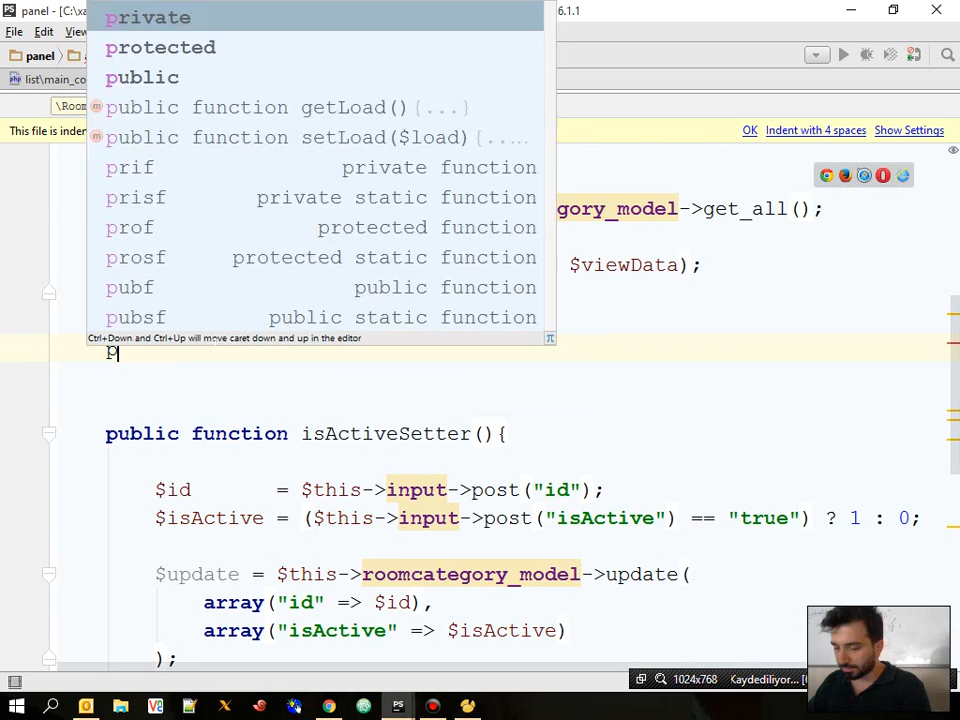 panel - [C:\xa
6.1.1
private
File Edit View
protected
panel
public
list\main_co
\Room
public function getLoad(){...}
This file is inden
OK Indent with 4 spaces Show Settings
public function setLoad($load){...
prif private function
prisf private static function
gory_model->get_all();
prof protected function
prosf protected static function
$viewData);
pubf public function
pubsf public static function
Ctrl+Down and Ctrl+Up will move caret down and up in the editor
p
public function isActiveSetter(){
$id = $this->input->post("id");
$isActive = ($this->input->post("isActive") == "true") ? 1 : 0;
$update = $this->roomcategory_model->update(
array("id" => $id),
array("isActive" => $isActive)
);
1024x768 Kaydediliyor...